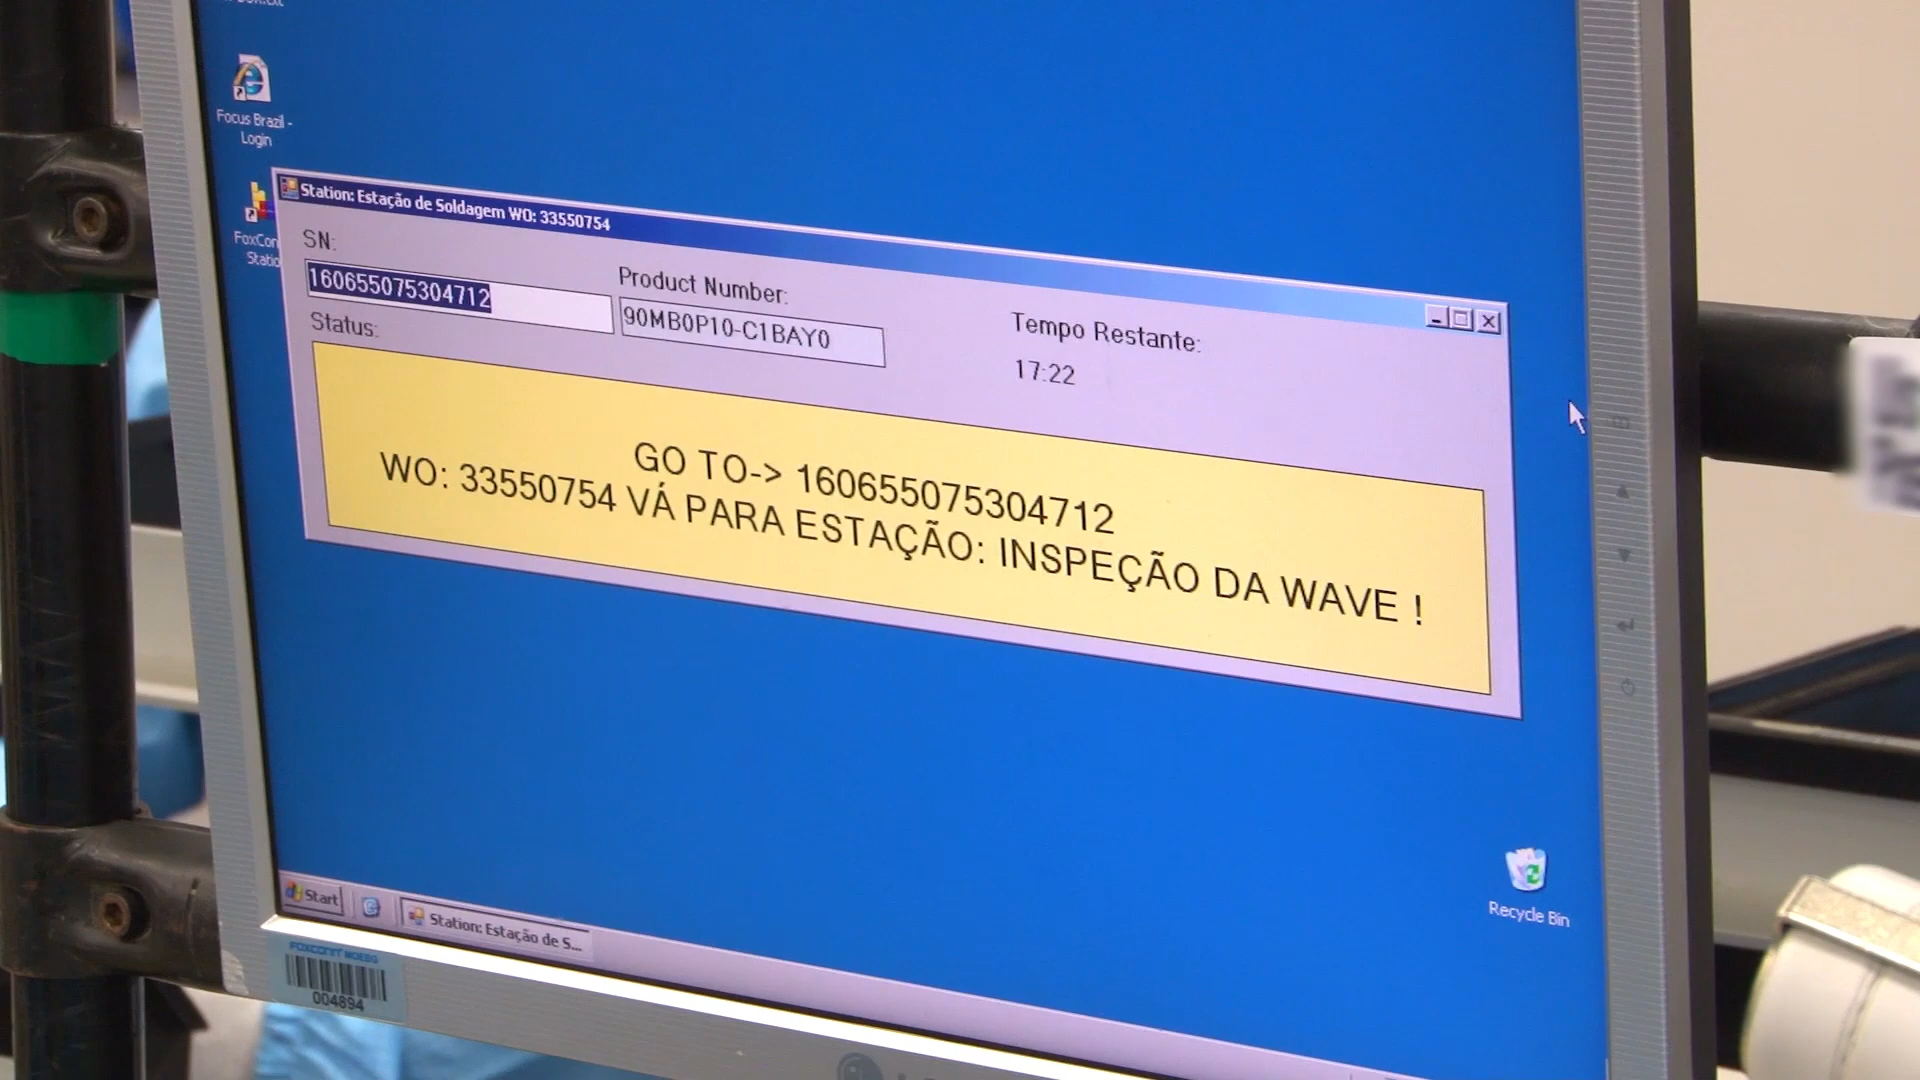 Focus Brazil -
Login
Station: Estação de Soldagem WO: 33550754
SN:
160655075304712
Product Number:
90MB0P10-C1BAY0
Tempo Restante:
17:22
Status:
GO TO-> 160655075304712
WO: 33550754 VÁ PARA ESTAÇÃO: INSPEÇÃO DA WAVE !
Recycle Bin
Start
Station: Estação de S...
FOXCONN MOEBG
004894